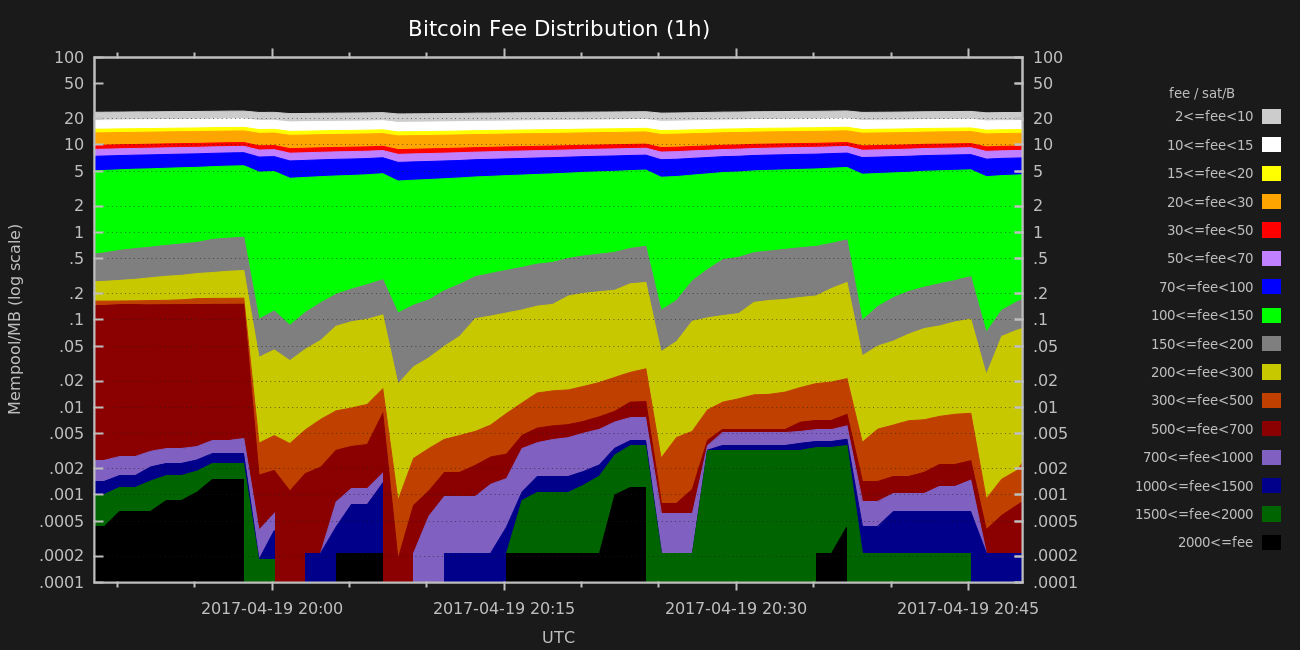 Bitcoin Fee Distribution (1h)
Mempool/MB (log scale)
100
50
20
10
5
2
1
.5
.2
.1
.05
.02
.01
.005
.002
.001
.0005
.0002
.0001
100
50
20
10
5
2
1
.5
.2
.1
.05
.02
.01
.005
.002
.001
.0005
.0002
.0001
2017-04-19 20:00 2017-04-19 20:15 2017-04-19 20:30 2017-04-19 20:45
UTC
fee / sat/B
2<=fee<10
10<=fee<15
15<=fee<20
20<=fee<30
30<=fee<50
50<=fee<70
70<=fee<100
100<=fee<150
150<=fee<200
200<=fee<300
300<=fee<500
500<=fee<700
700<=fee<1000
1000<=fee<1500
1500<=fee<2000
2000<=fee